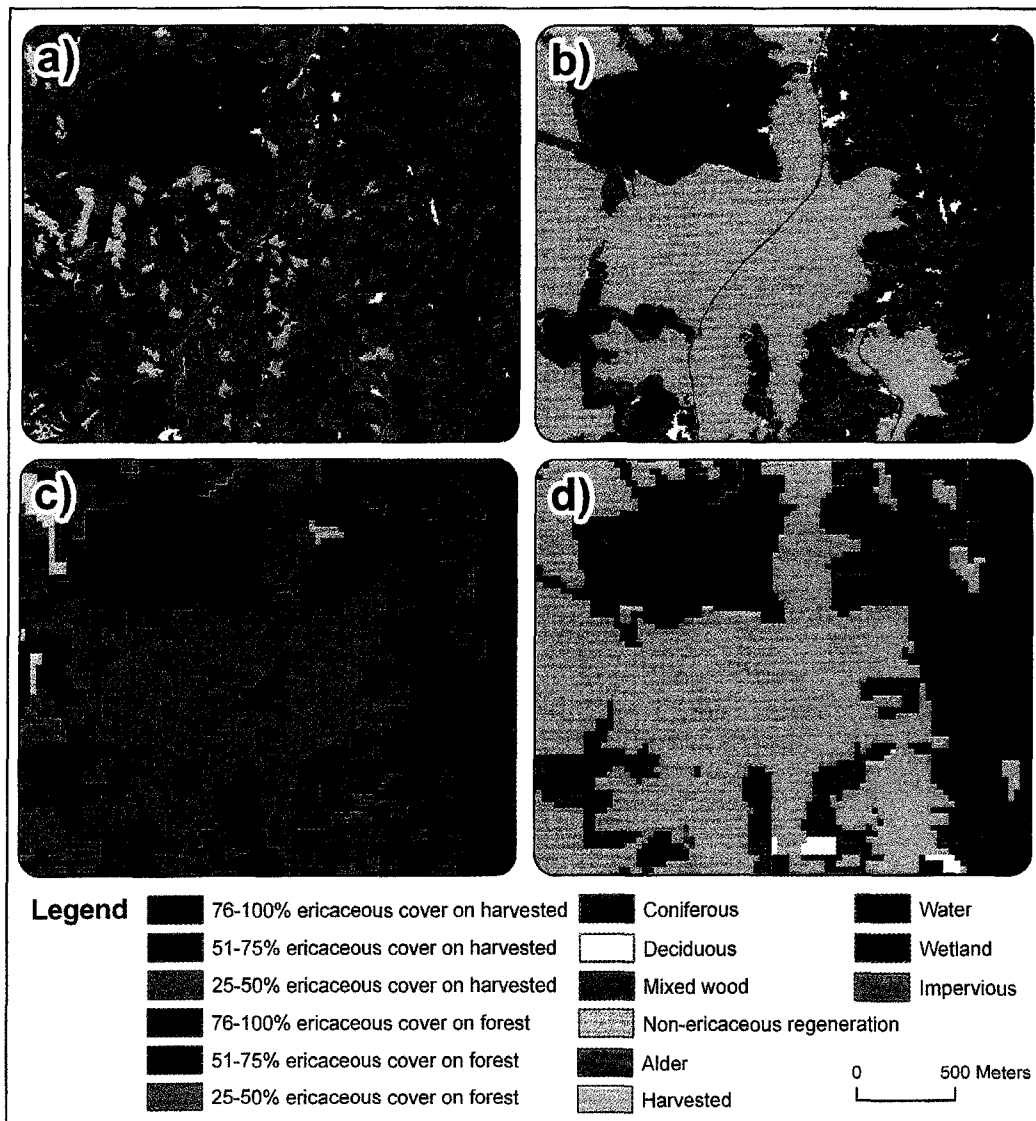 a)
b)
c)
d)
Legend
76-100% ericaceous cover on harvested
51-75% ericaceous cover on harvested
25-50% ericaceous cover on harvested
76-100% ericaceous cover on forest
51-75% ericaceous cover on forest
25-50% ericaceous cover on forest
Coniferous
Deciduous
Mixed wood
Non-ericaceous regeneration
Alder
Harvested
Water
Wetland
Impervious
0 500 Meters